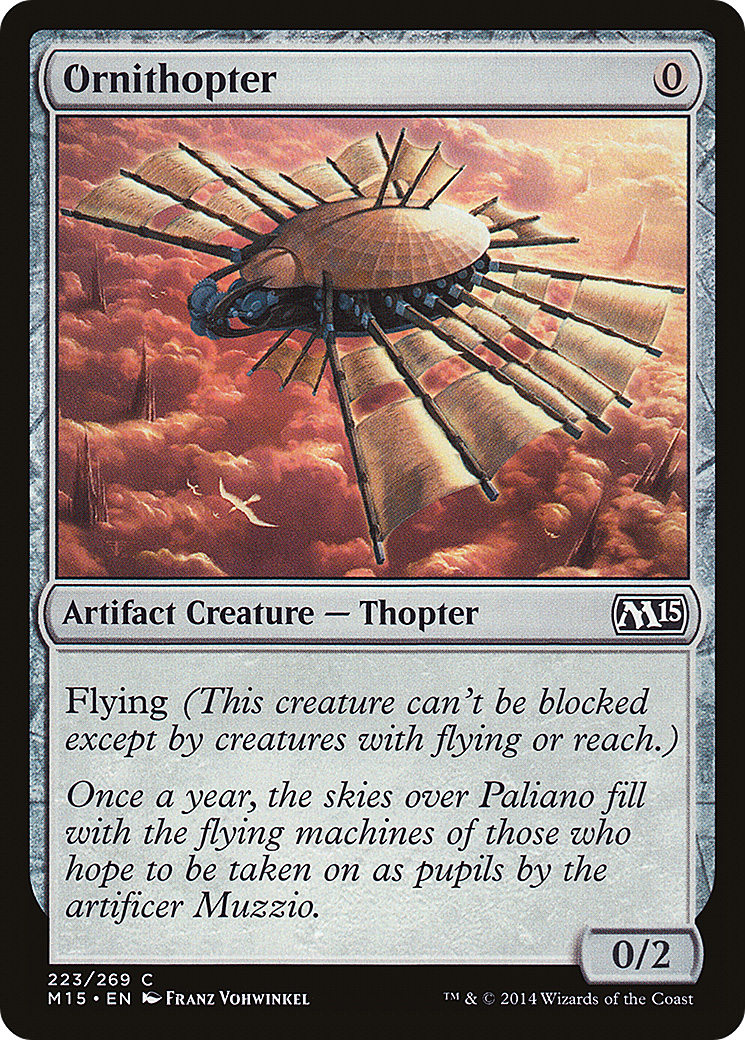 Ornithopter 0
Artifact Creature — Thopter M15
Flying (This creature can't be blocked
except by creatures with flying or reach.)
Once a year, the skies over Paliano fill
with the flying machines of those who
hope to be taken on as pupils by the
artificer Muzzio.
0/2
223/269 C
M15 • EN Franz Vohwinkel ™ & © 2014 Wizards of the Coast